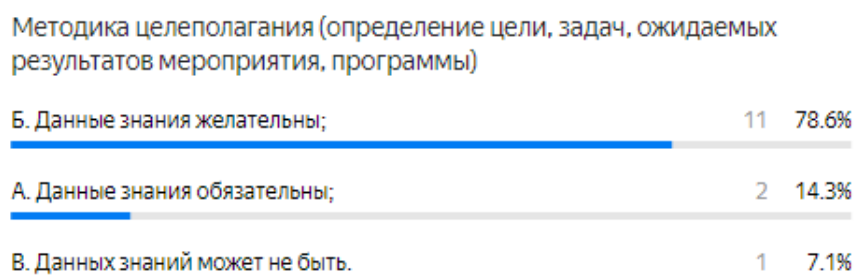 Методика целеполагания (определение цели, задач, ожидаемых
результатов мероприятия, программы)
Б. Данные знания желательны; 11 78.6%
А. Данные знания обязательны; 2 14.3%
В. Данных знаний может не быть. 1 7.1%